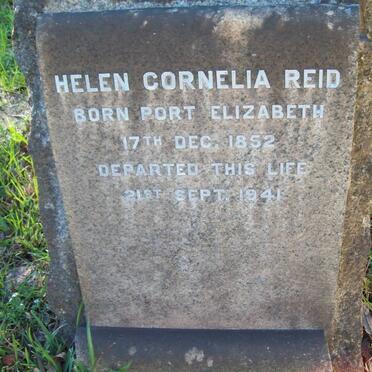 HELEN CORNELIA REID
BORN PORT ELIZABETH
17TH DEC. 1852
DEPARTED THIS LIFE
21ST SEPT. 1941